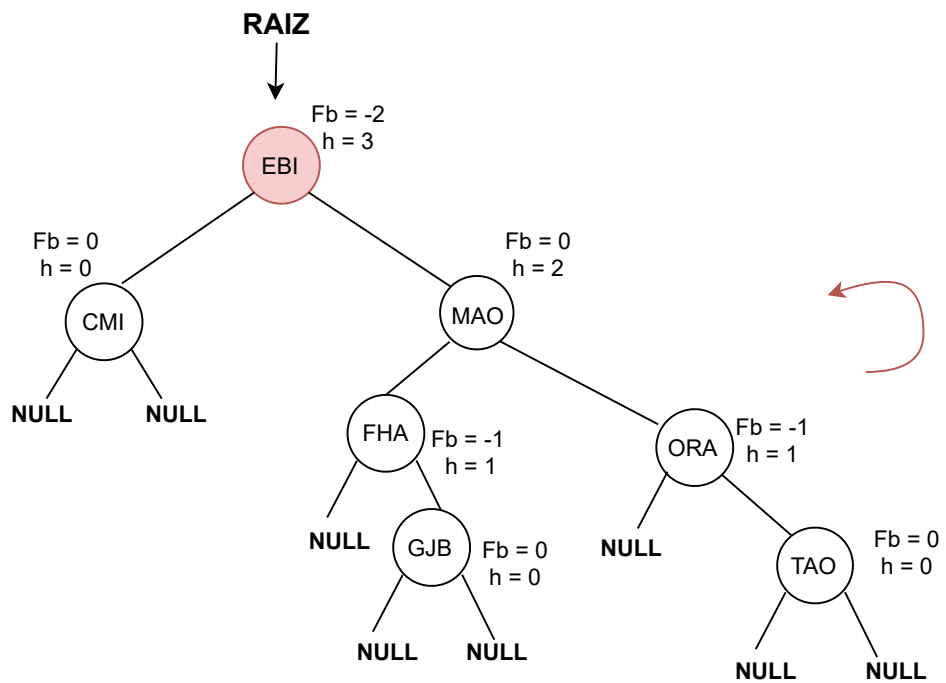 RAIZ
Fb = -2
h = 3
EBI
Fb = 0
h = 0
CMI
NULL
NULL
Fb = 0
h = 2
MAO
FHA
Fb = -1
h = 1
NULL
GJB
Fb = 0
h = 0
NULL
NULL
ORA
Fb = -1
h = 1
NULL
TAO
Fb = 0
h = 0
NULL
NULL